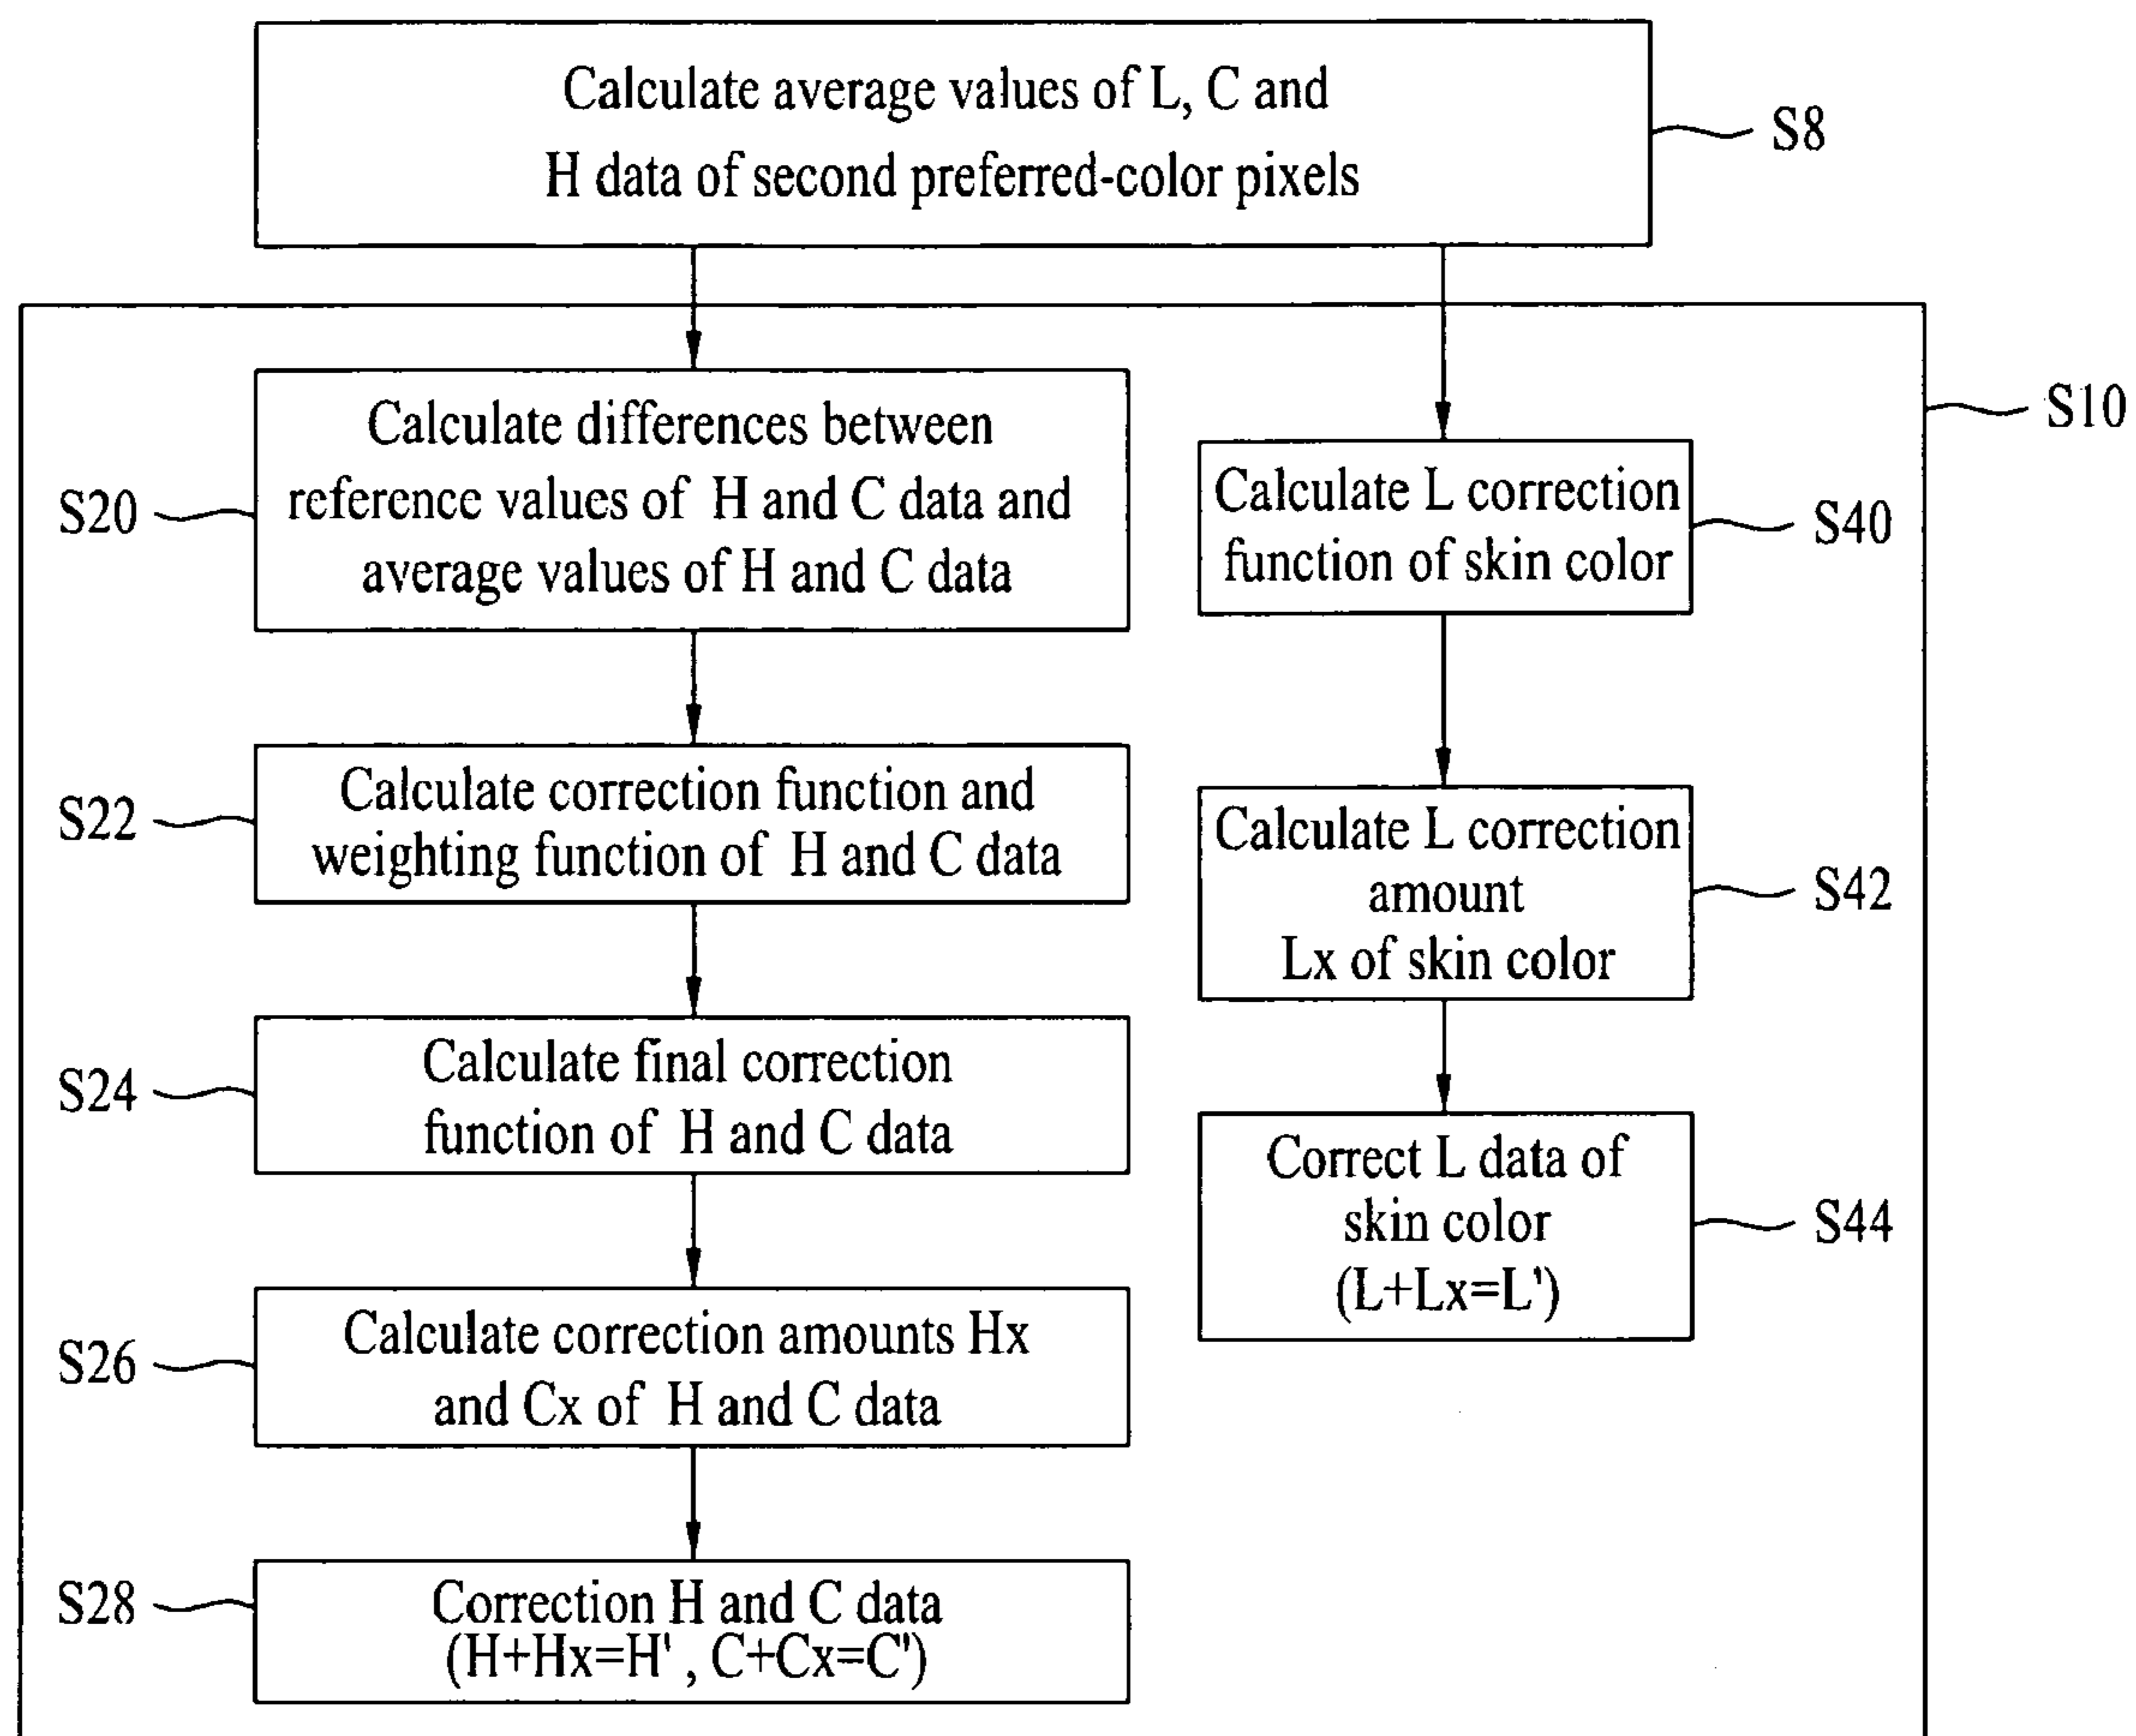 Calculate average values of L, C and
H data of second preferred-color pixels
S8
S10
S20
Calculate differences between
reference values of H and C data and
average values of H and C data
S22
Calculate correction function and
weighting function of H and C data
S24
Calculate final correction
function of H and C data
S26
Calculate correction amounts Hx
and Cx of H and C data
S28
Correction H and C data
(H+Hx=H', C+Cx=C')
Calculate L correction
function of skin color
S40
Calculate L correction
amount
Lx of skin color
S42
Correct L data of
skin color
(L+Lx=L')
S44